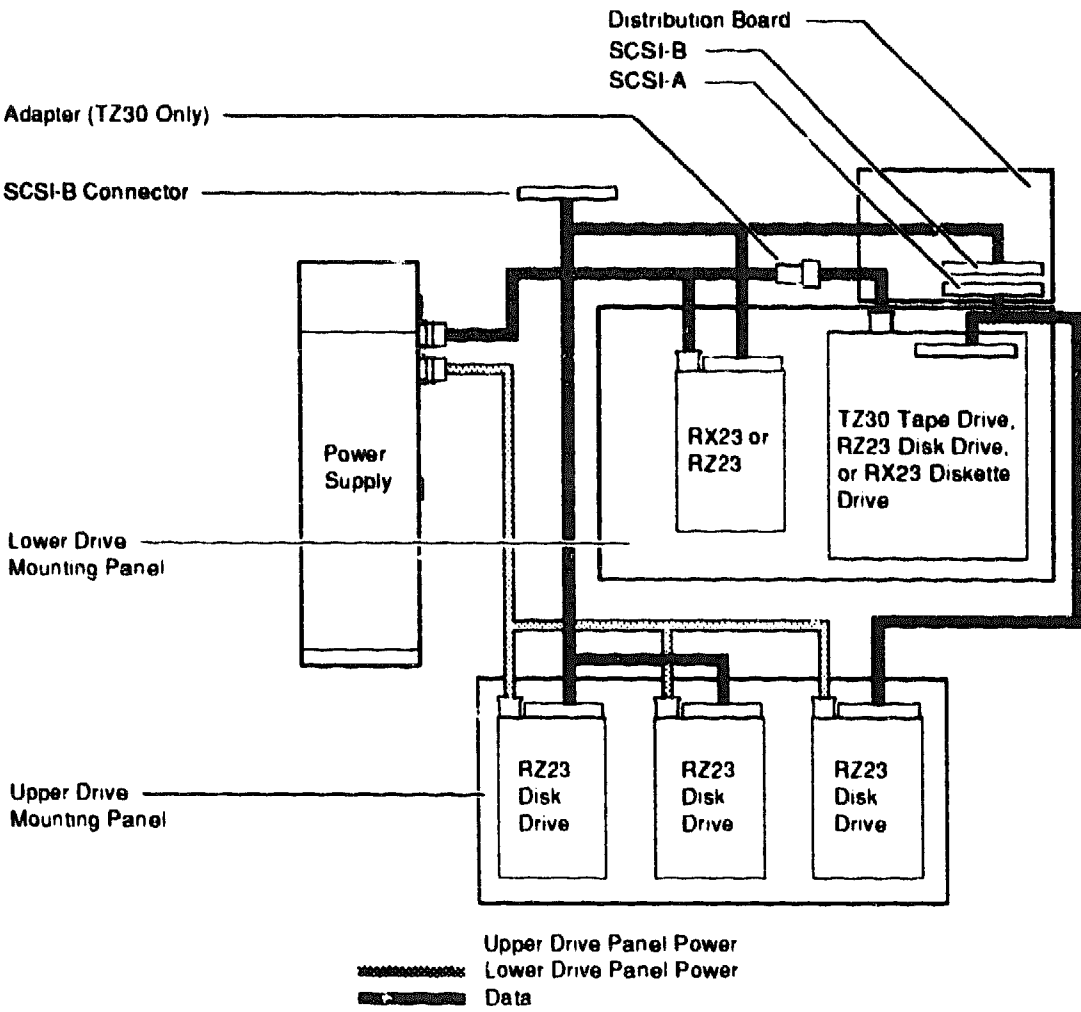 Distribution Board
SCSI-B
SCSI-A
Adapter (TZ30 Only)
SCSI-B Connector
Power
Supply
RX23 or
RZ23
TZ30 Tape Drive,
RZ23 Disk Drive,
or RX23 Diskette
Drive
Lower Drive
Mounting Panel
Upper Drive
Mounting Panel
RZ23
Disk
Drive
RZ23
Disk
Drive
RZ23
Disk
Drive
Upper Drive Panel Power
Lower Drive Panel Power
Data